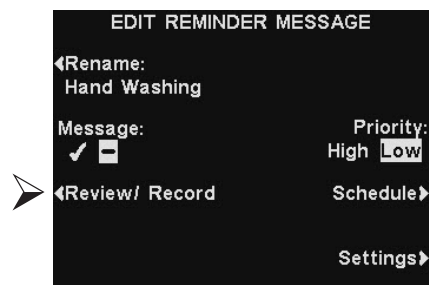 EDIT REMINDER MESSAGE
◀Rename:
Hand Washing
Message: Priority:
✓ – High Low
◀Review/ Record Schedule▶
Settings▶